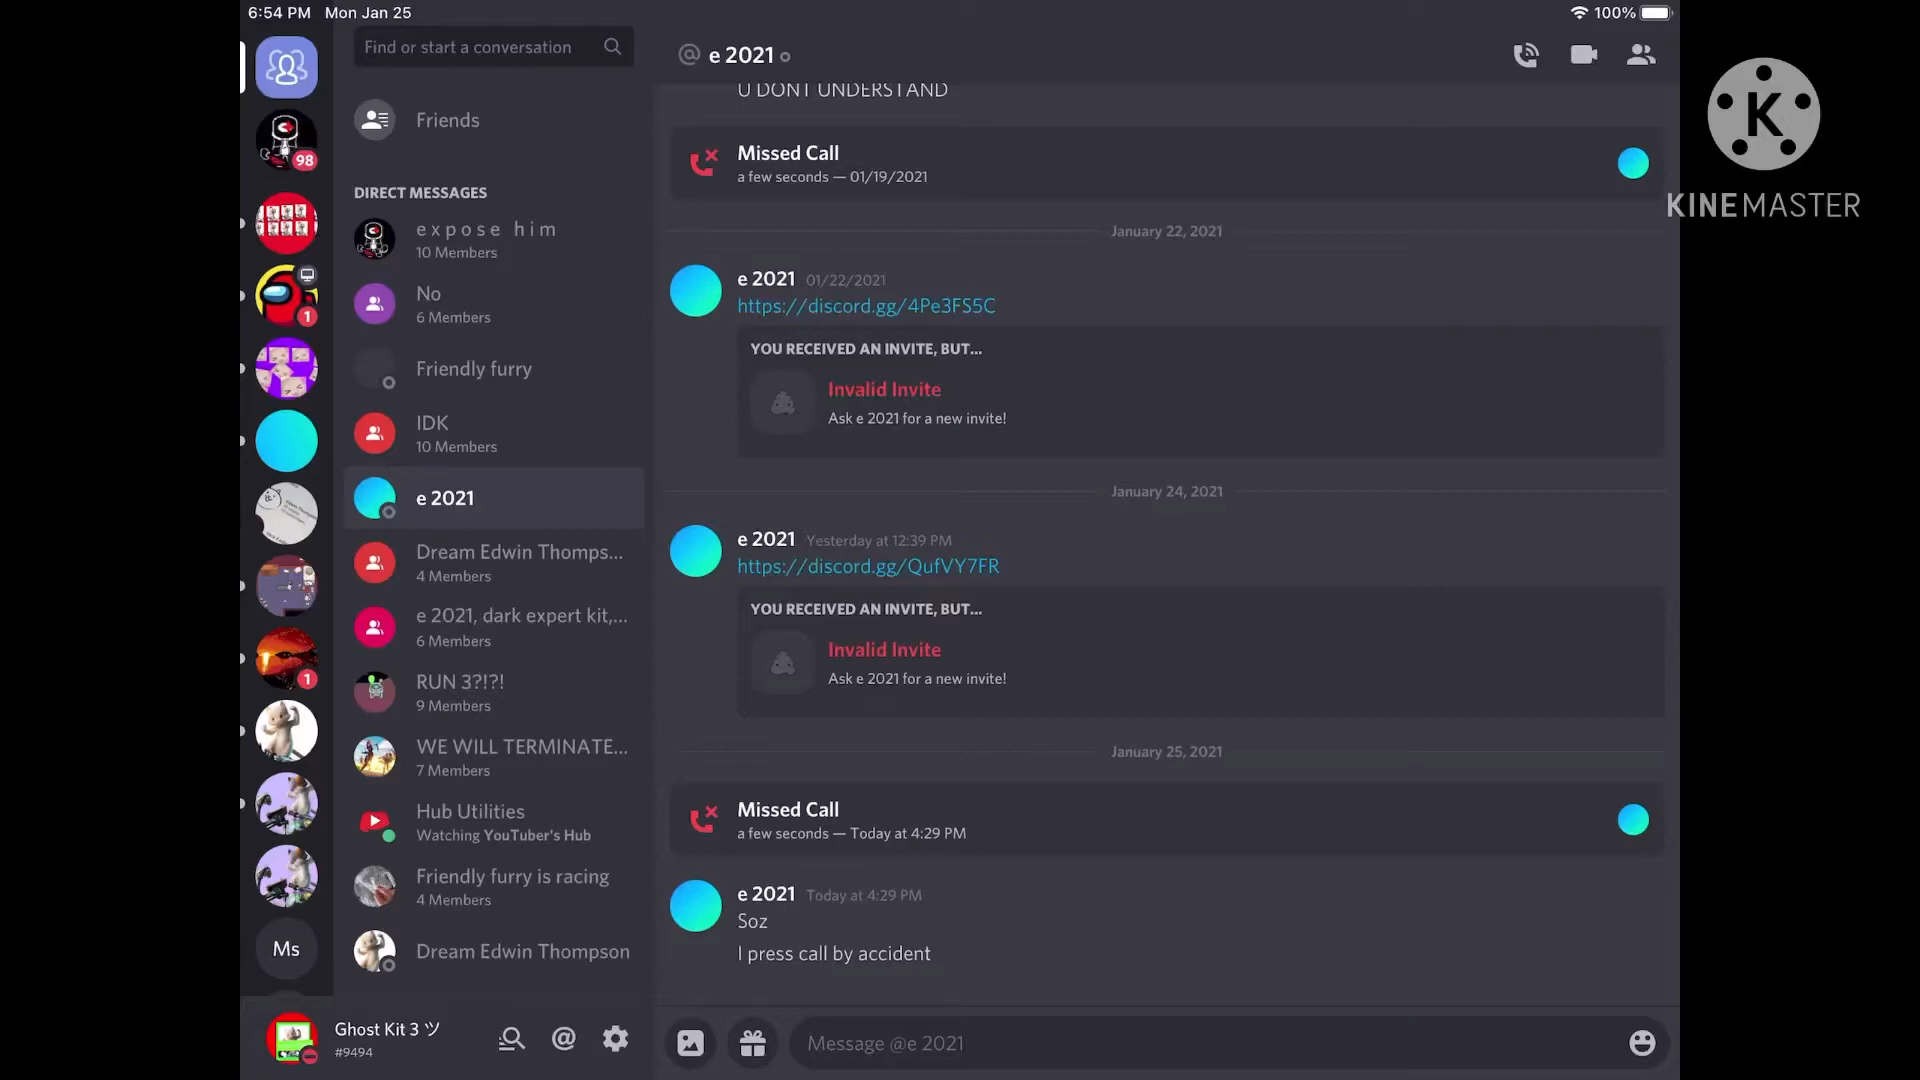 6:54 PM Mon Jan 25
100%
Find or start a conversation
Friends
DIRECT MESSAGES
e x p o s e  h i m
10 Members
No
6 Members
Friendly furry
IDK
10 Members
e 2021
Dream Edwin Thomps...
4 Members
e 2021, dark expert kit,...
6 Members
RUN 3?!?!
9 Members
WE WILL TERMINATE...
7 Members
Hub Utilities
Watching YouTuber's Hub
Friendly furry is racing
4 Members
Dream Edwin Thompson
98
1
1
Ms
Ghost Kit 3 ツ
#9494
@ e 2021
U DONT UNDERSTAND
Missed Call
a few seconds — 01/19/2021
January 22, 2021
e 2021 01/22/2021
https://discord.gg/4Pe3FS5C
YOU RECEIVED AN INVITE, BUT...
Invalid Invite
Ask e 2021 for a new invite!
January 24, 2021
e 2021 Yesterday at 12:39 PM
https://discord.gg/QufVY7FR
YOU RECEIVED AN INVITE, BUT...
Invalid Invite
Ask e 2021 for a new invite!
January 25, 2021
Missed Call
a few seconds — Today at 4:29 PM
e 2021 Today at 4:29 PM
Soz
I press call by accident
Message @e 2021
K
KINEMASTER